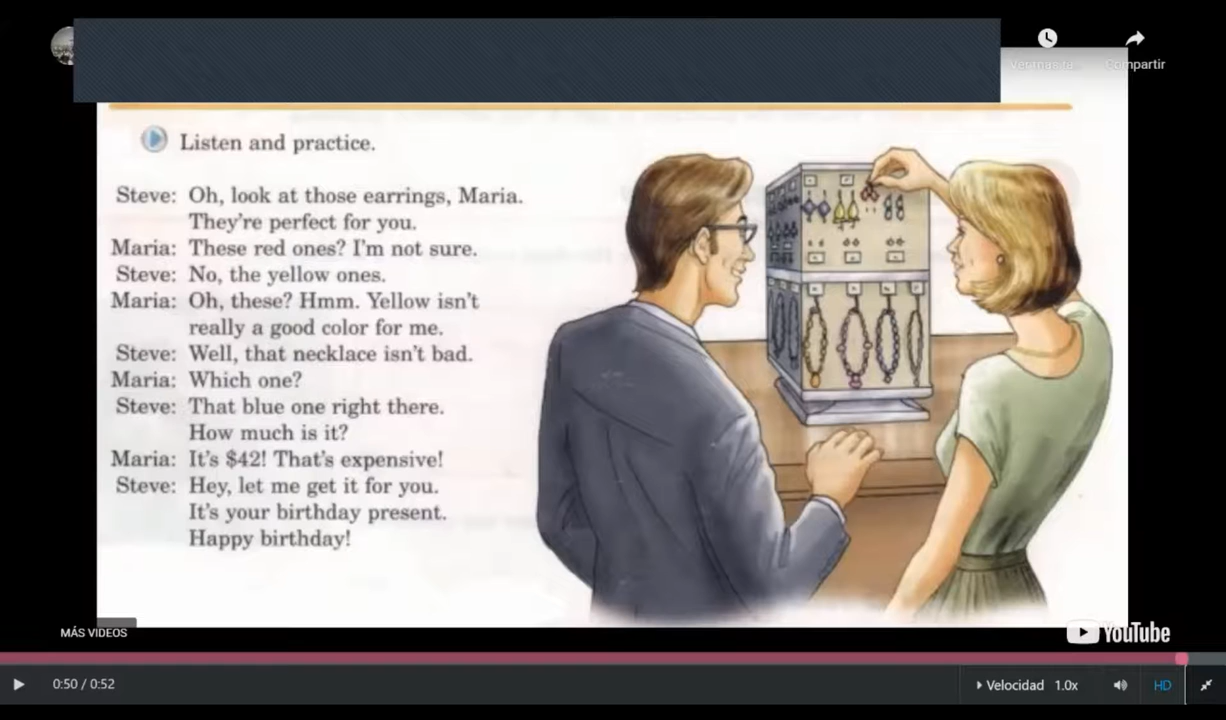 Compartir
Listen and practice.
Steve: Oh, look at those earrings, Maria.
They're perfect for you.
Maria: These red ones? I'm not sure.
Steve: No, the yellow ones.
Maria: Oh, these? Hmm. Yellow isn't
really a good color for me.
Steve: Well, that necklace isn't bad.
Maria: Which one?
Steve: That blue one right there.
How much is it?
Maria: It's $42! That's expensive!
Steve: Hey, let me get it for you.
It's your birthday present.
Happy birthday!
MÁS VIDEOS
YouTube
0:50 / 0:52
Velocidad 1.0x
HD